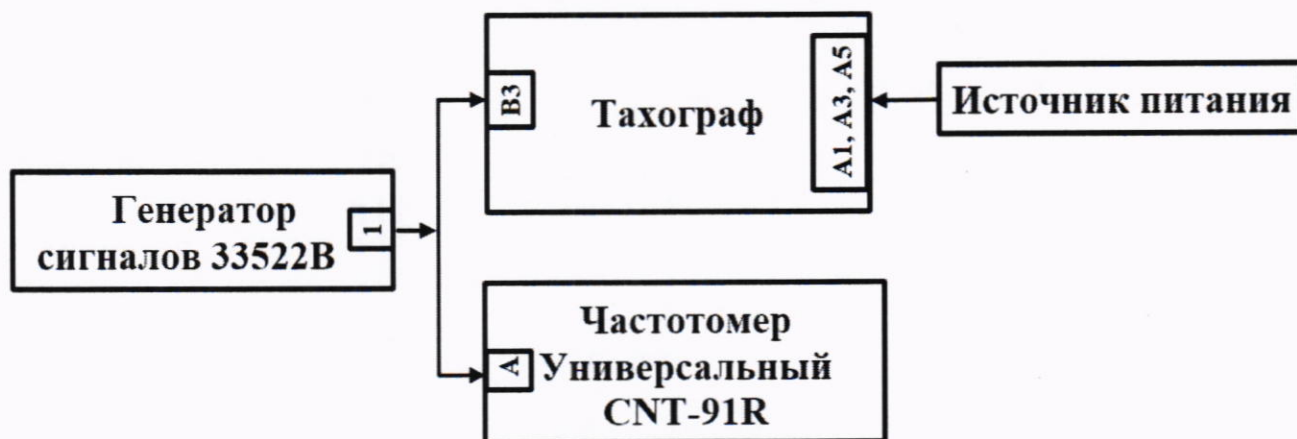 B3
Тахограф
A1, A3, A5
Источник питания
Генератор
сигналов 33522B
1
Частотомер
A
Универсальный
CNT-91R